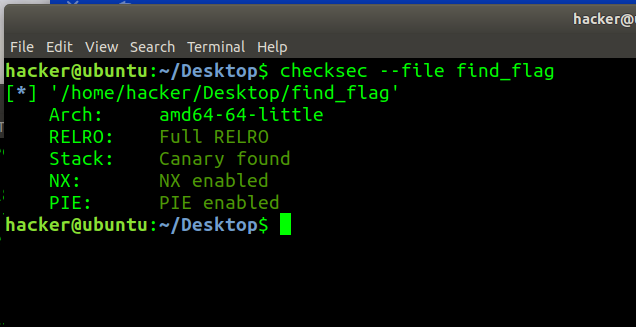 hacker@u
File Edit View Search Terminal Help
hacker@ubuntu:~/Desktop$ checksec --file find_flag
[*] '/home/hacker/Desktop/find_flag'
Arch: amd64-64-little
RELRO: Full RELRO
Stack: Canary found
NX: NX enabled
PIE: PIE enabled
hacker@ubuntu:~/Desktop$